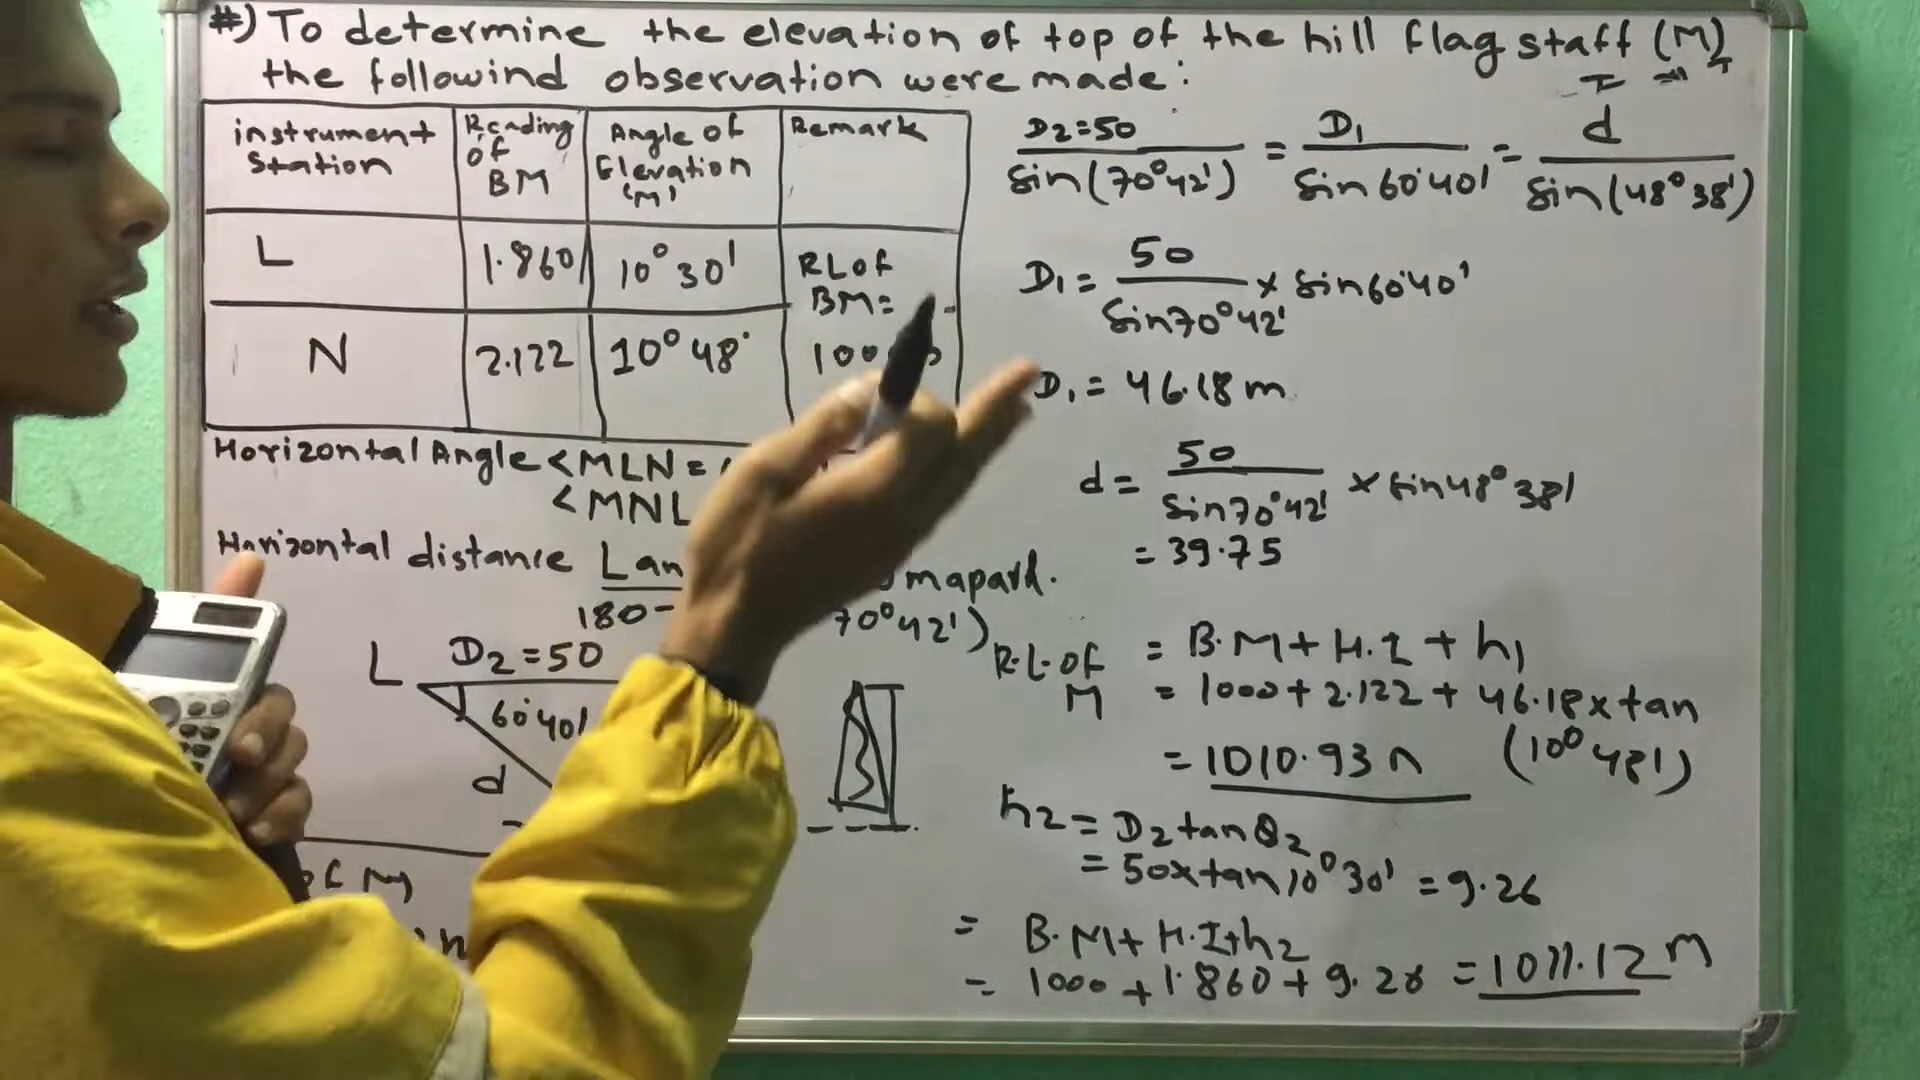 #) To determine the elevation of top of the hill flag staff (M),
the followind observation were made:
instrument Station | Reading of BM | Angle of Elevation (M) | Remark
L | 1.860 | 10° 30' | RL of BM=
N | 2.122 | 10° 48'
Horizontal Angle <MLN =
<MNL
Horizontal distance L an
mapard.
180-
70°42')
L D2 = 50
60°40'
d
of M
D2=50 / sin(70°42') = D1 / sin 60°40' = d / sin(48° 38')
D1 = 50 / sin70°42' × sin60°40'
D1 = 46.18 m
d = 50 / sin70°42' × sin48° 38'
= 39.75
R.L. of M = B.M + H.I + h1
= 1000 + 2.122 + 46.18 x tan (10° 48')
= 1010.93 m
h2 = D2 tan θ2
= 50x tan 10° 30' = 9.26
= B.M + H.I + h2
= 1000 + 1.860 + 9.26 = 1011.12 m